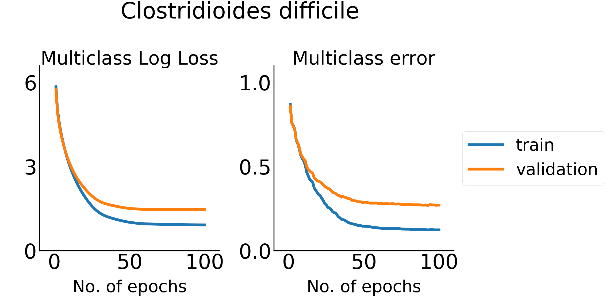 Clostridioides difficile
Multiclass Log Loss
6
3
0
0 50 100
No. of epochs
Multiclass error
1.0
0.5
0.0
0 50 100
No. of epochs
train
validation